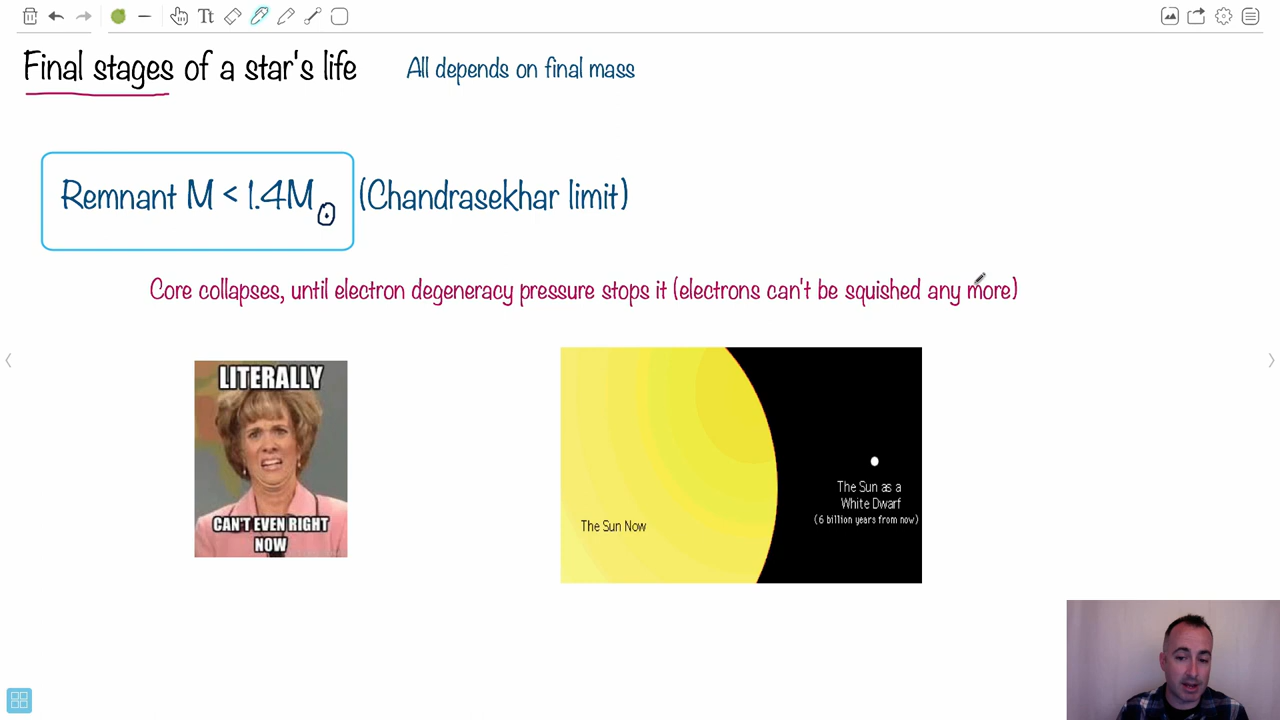 Tt
Final stages of a star's life
All depends on final mass
Remnant M < 1.4M☉ (Chandrasekhar limit)
Core collapses, until electron degeneracy pressure stops it (electrons can't be squished any more)
LITERALLY
CAN'T EVEN RIGHT
NOW
The Sun Now
The Sun as a
White Dwarf
(6 billion years from now)